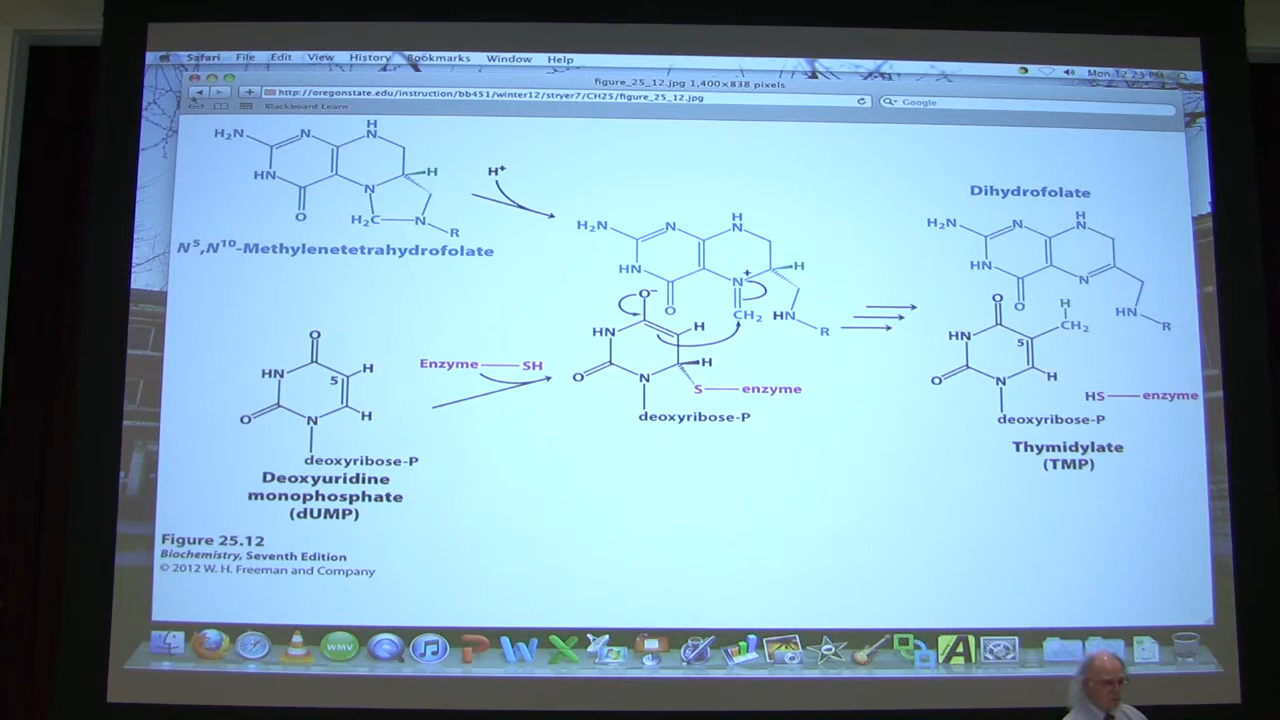 Safari File Edit View History Bookmarks Window Help
Mon 12:23 PM
figure_25_12.jpg 1,400×838 pixels
http://oregonstate.edu/instruction/bb451/winter12/stryer7/CH25/figure_25_12.jpg
Google
Blackboard Learn
H₂N
N
H
N
H
HN
N
O
H₂C
N
R
N⁵,N¹⁰-Methylenetetrahydrofolate
H⁺
H₂N
N
H
N
HN
N
+
H
O
CH₂
HN
R
O⁻
HN
H
H
O
N
S
enzyme
deoxyribose-P
O
HN
5
H
H
O
N
deoxyribose-P
Deoxyuridine
monophosphate
(dUMP)
Enzyme
SH
Dihydrofolate
H₂N
N
H
N
HN
N
O
HN
R
O
H
CH₂
HN
5
O
N
H
HS
enzyme
deoxyribose-P
Thymidylate
(TMP)
Figure 25.12
Biochemistry, Seventh Edition
© 2012 W. H. Freeman and Company
WMV
P
W
X
A